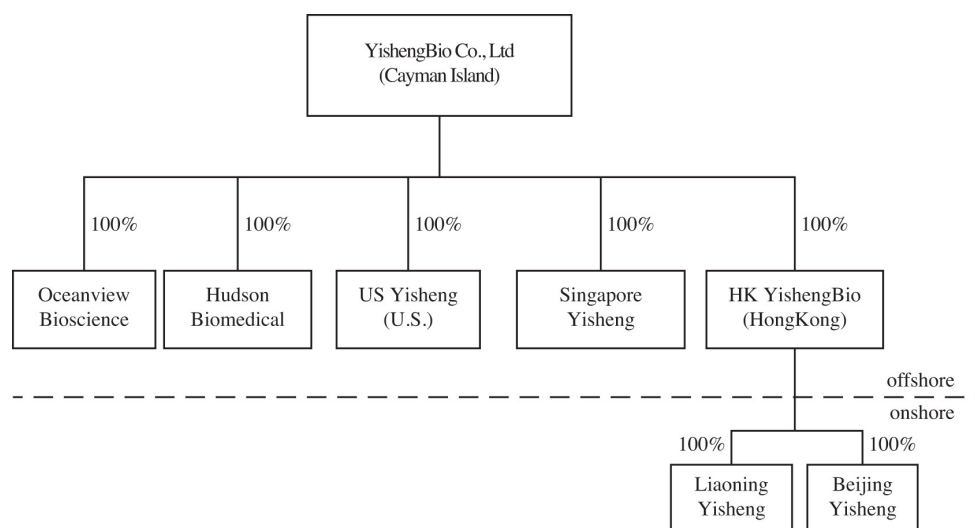 YishengBio Co., Ltd
(Cayman Island)
100%
100%
100%
100%
100%
Oceanview
Bioscience
Hudson
Biomedical
US Yisheng
(U.S.)
Singapore
Yisheng
HK YishengBio
(HongKong)
offshore
onshore
100%
100%
Liaoning
Yisheng
Beijing
Yisheng